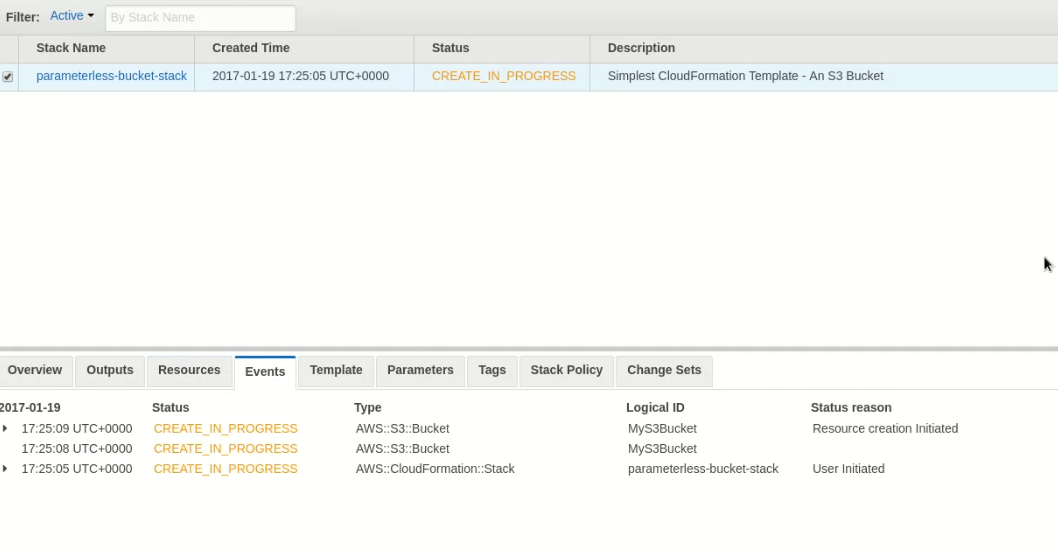 Filter: Active By Stack Name
Stack Name Created Time Status Description
parameterless-bucket-stack 2017-01-19 17:25:05 UTC+0000 CREATE_IN_PROGRESS Simplest CloudFormation Template - An S3 Bucket
Overview Outputs Resources Events Template Parameters Tags Stack Policy Change Sets
2017-01-19 Status Type Logical ID Status reason
17:25:09 UTC+0000 CREATE_IN_PROGRESS AWS::S3::Bucket MyS3Bucket Resource creation Initiated
17:25:08 UTC+0000 CREATE_IN_PROGRESS AWS::S3::Bucket MyS3Bucket
17:25:05 UTC+0000 CREATE_IN_PROGRESS AWS::CloudFormation::Stack parameterless-bucket-stack User Initiated